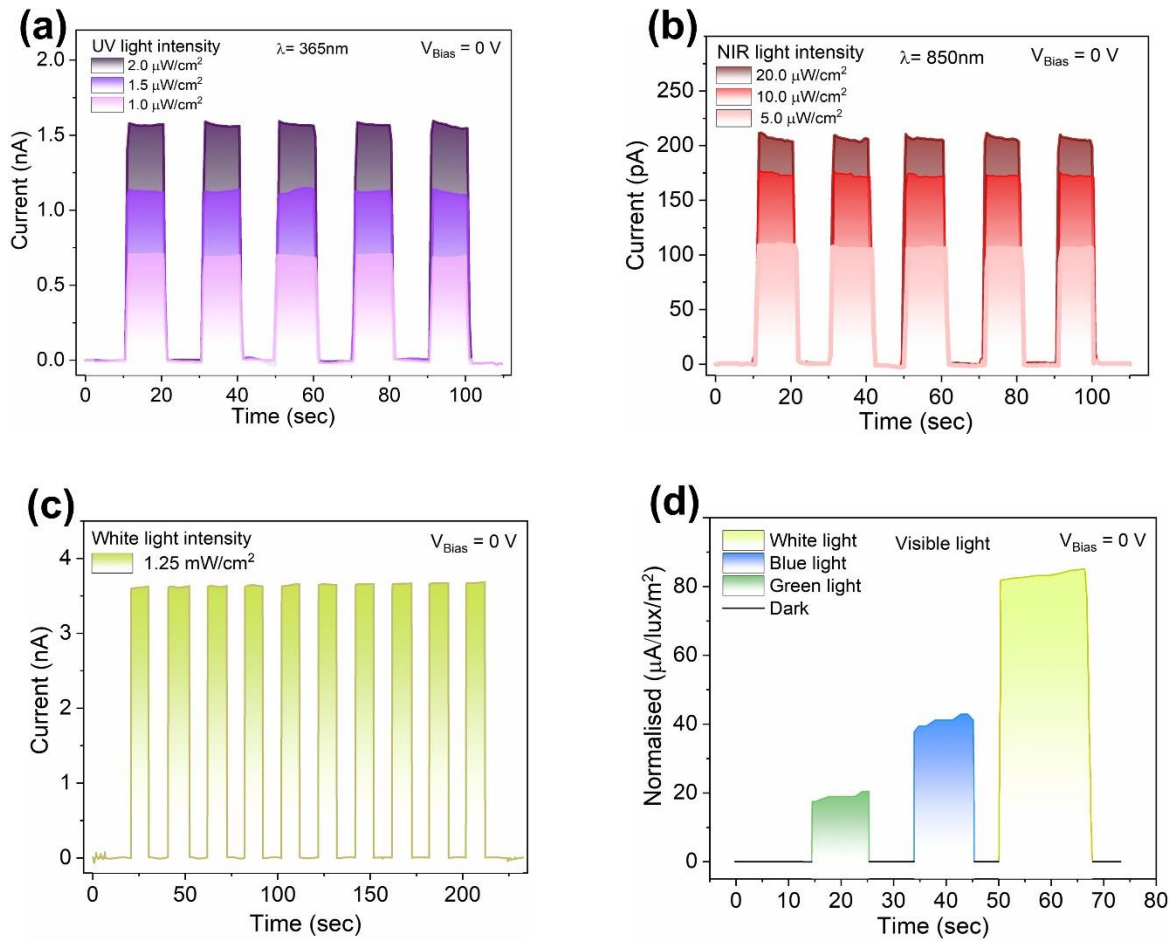 (a)
UV light intensity
λ= 365nm
V_Bias = 0 V
2.0 μW/cm²
1.5 μW/cm²
1.0 μW/cm²
2.0
1.5
1.0
0.5
0.0
Current (nA)
0 20 40 60 80 100
Time (sec)
(b)
NIR light intensity
λ= 850nm
V_Bias = 0 V
20.0 μW/cm²
10.0 μW/cm²
5.0 μW/cm²
300
250
200
150
100
50
0
Current (pA)
0 20 40 60 80 100
Time (sec)
(c)
White light intensity
V_Bias = 0 V
1.25 mW/cm²
4
3
2
1
0
Current (nA)
0 50 100 150 200
Time (sec)
(d)
White light
Visible light
V_Bias = 0 V
Blue light
Green light
Dark
80
60
40
20
0
Normalised (μA/lux/m²)
0 10 20 30 40 50 60 70 80
Time (sec)